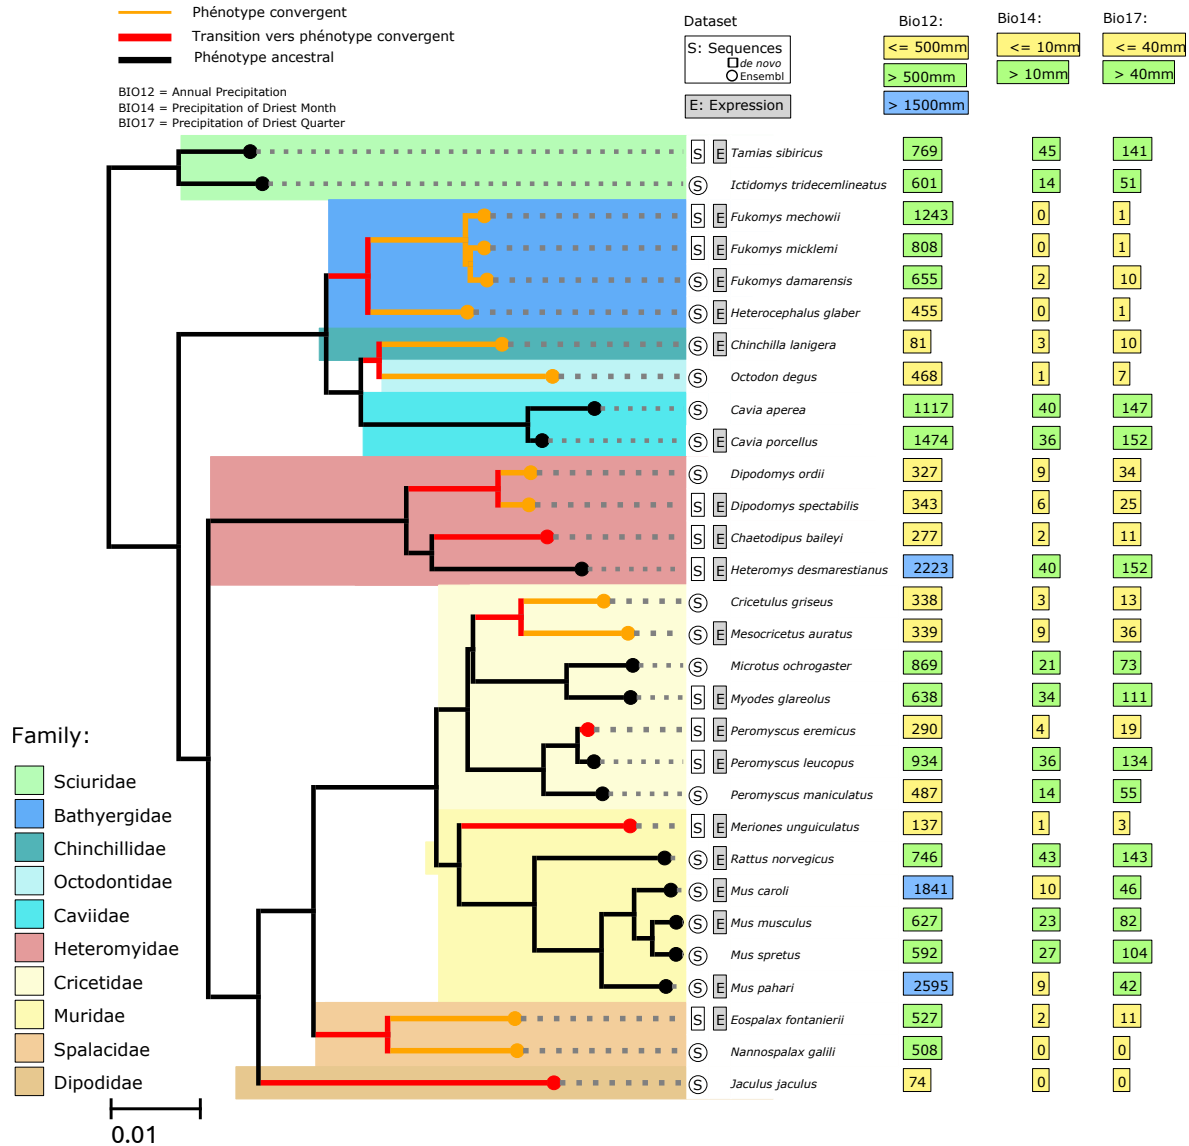 Phénotype convergent
Transition vers phénotype convergent
Phénotype ancestral
BIO12 = Annual Precipitation
BIO14 = Precipitation of Driest Month
BIO17 = Precipitation of Driest Quarter
Dataset
S: Sequences
de novo
Ensembl
E: Expression
Bio12:
<= 500mm
> 500mm
> 1500mm
Bio14:
<= 10mm
> 10mm
Bio17:
<= 40mm
> 40mm
S E Tamias sibiricus 769 45 141
S Ictidomys tridecemlineatus 601 14 51
S E Fukomys mechowii 1243 0 1
S E Fukomys micklemi 808 0 1
S E Fukomys damarensis 655 2 10
S E Heterocephalus glaber 455 0 1
S E Chinchilla lanigera 81 3 10
S Octodon degus 468 1 7
S Cavia aperea 1117 40 147
S E Cavia porcellus 1474 36 152
S Dipodomys ordii 327 9 34
S E Dipodomys spectabilis 343 6 25
S E Chaetodipus baileyi 277 2 11
S E Heteromys desmarestianus 2223 40 152
S Cricetulus griseus 338 3 13
S E Mesocricetus auratus 339 9 36
S Microtus ochrogaster 869 21 73
S E Myodes glareolus 638 34 111
S E Peromyscus eremicus 290 4 19
S E Peromyscus leucopus 934 36 134
S Peromyscus maniculatus 487 14 55
S E Meriones unguiculatus 137 1 3
S E Rattus norvegicus 746 43 143
S E Mus caroli 1841 10 46
S E Mus musculus 627 23 82
S Mus spretus 592 27 104
S E Mus pahari 2595 9 42
S E Eospalax fontanierii 527 2 11
S Nannospalax galili 508 0 0
S Jaculus jaculus 74 0 0
Family:
Sciuridae
Bathyergidae
Chinchillidae
Octodontidae
Caviidae
Heteromyidae
Cricetidae
Muridae
Spalacidae
Dipodidae
0.01